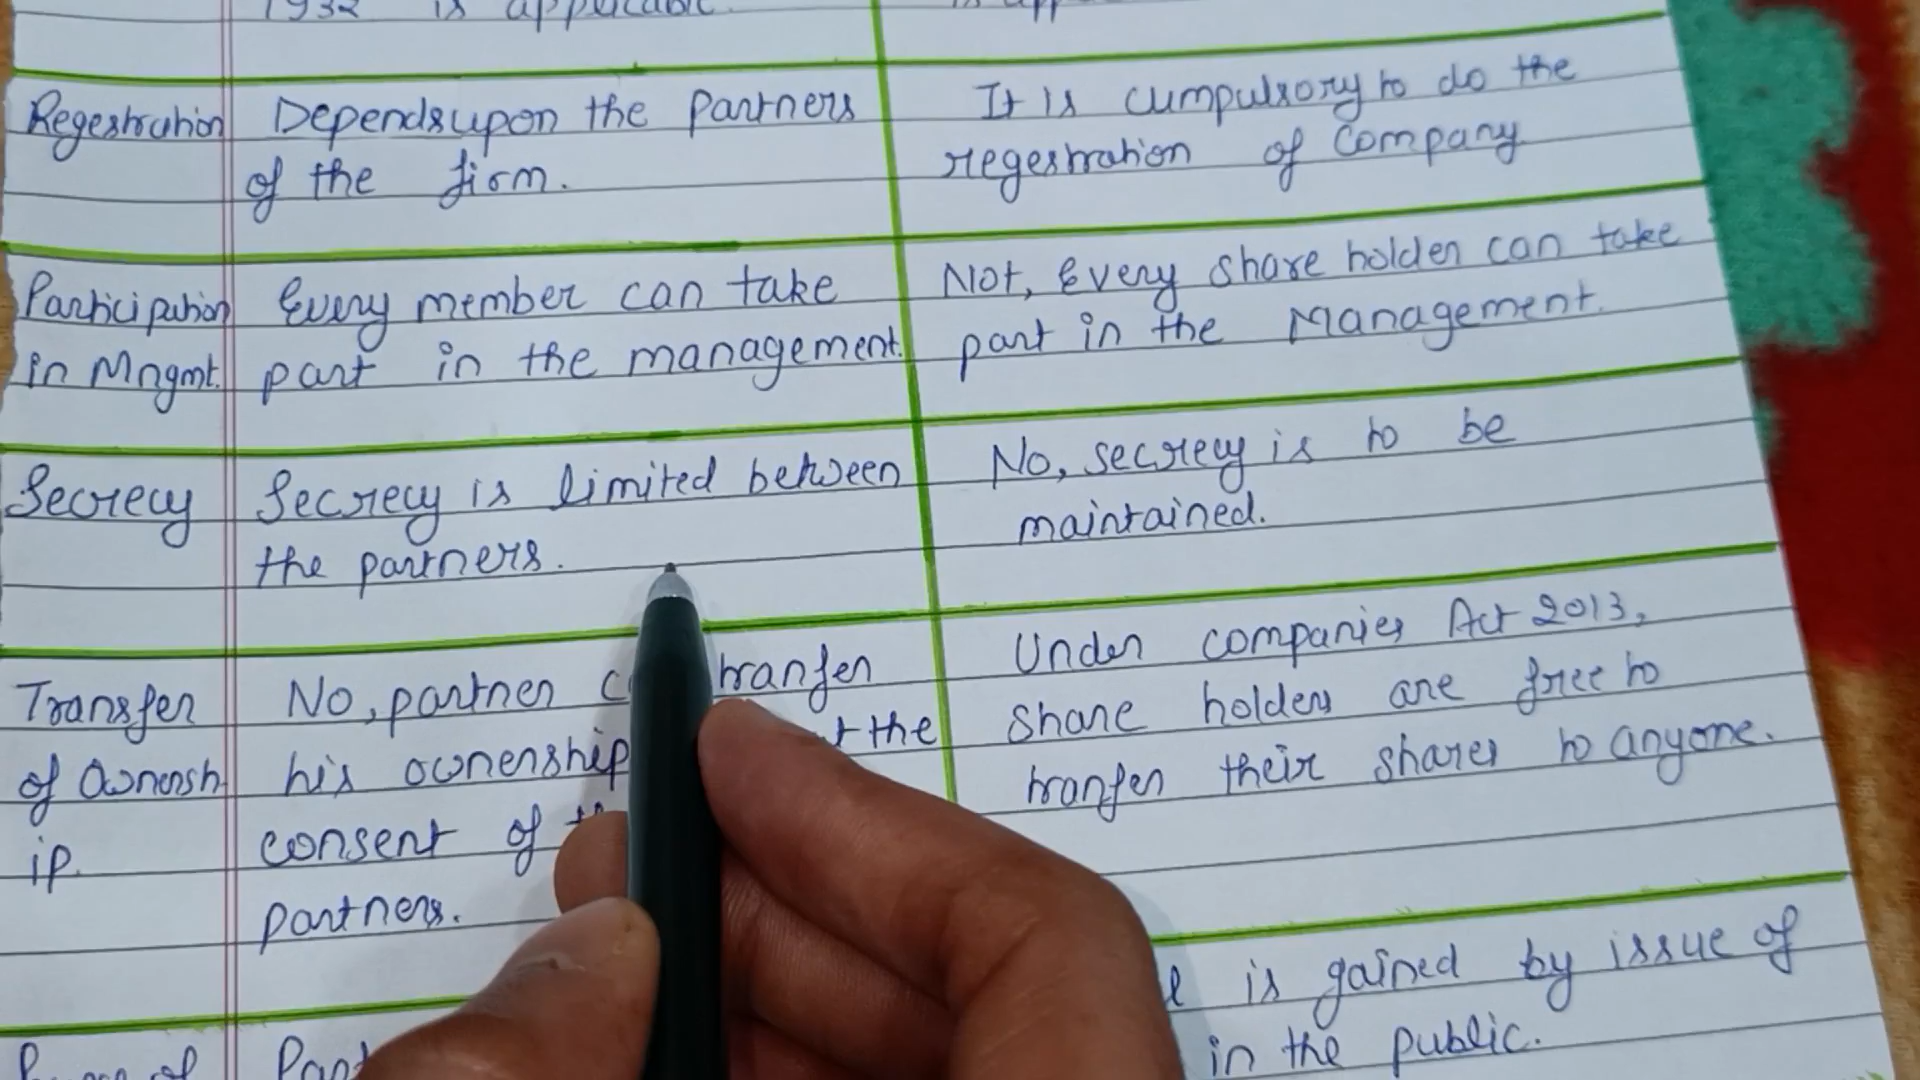 1932 is applicable.
Regestration Depends upon the partners
of the firm.
It is cumpulsory to do the
regestration of Company
Participation Every member can take
in Mngmt. part in the management.
Not, Every share holder can take
part in the Management.
Secrecy Secrecy is limited between
the partners.
No, secrecy is to be
maintained.
Transfer No, partner tranfer
of Ownersh his ownership the
ip. consent of
partners.
Under companies Act 2013,
share holders are free to
tranfer their shares to anyone.
is gained by issue of
in the public.